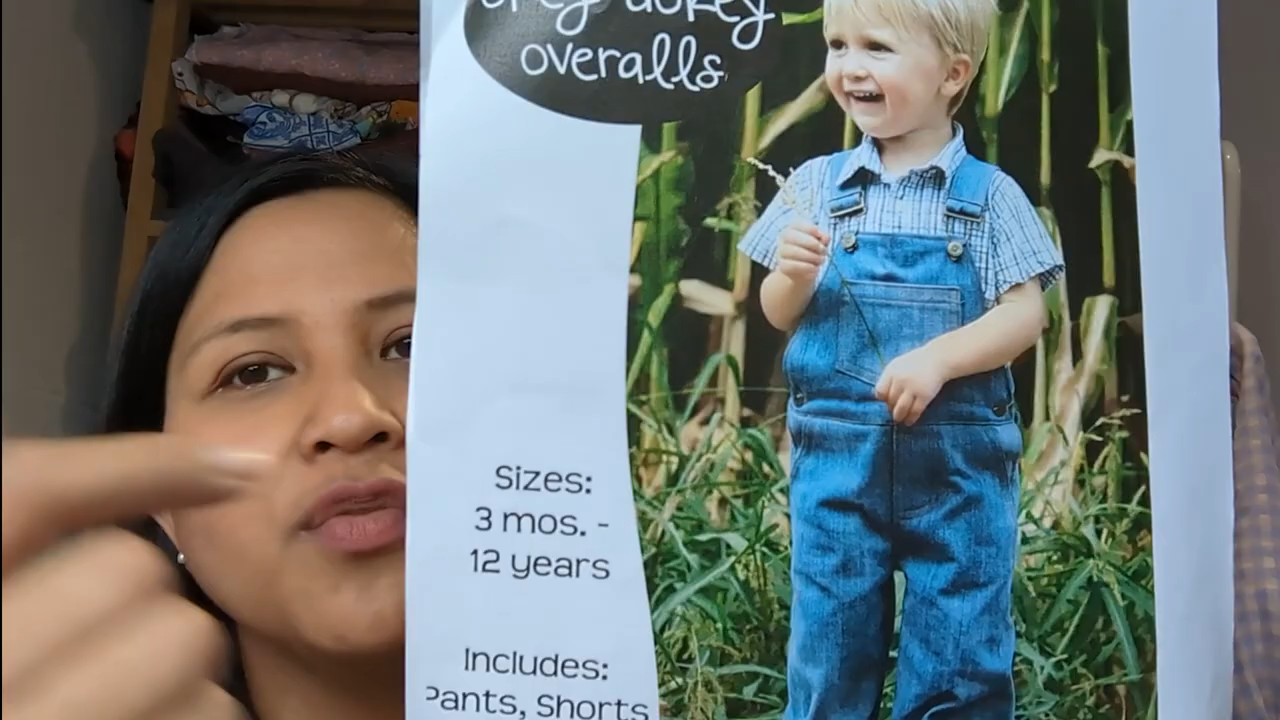 overalls
Sizes:
3 mos. -
12 years
Includes:
Pants, Shorts